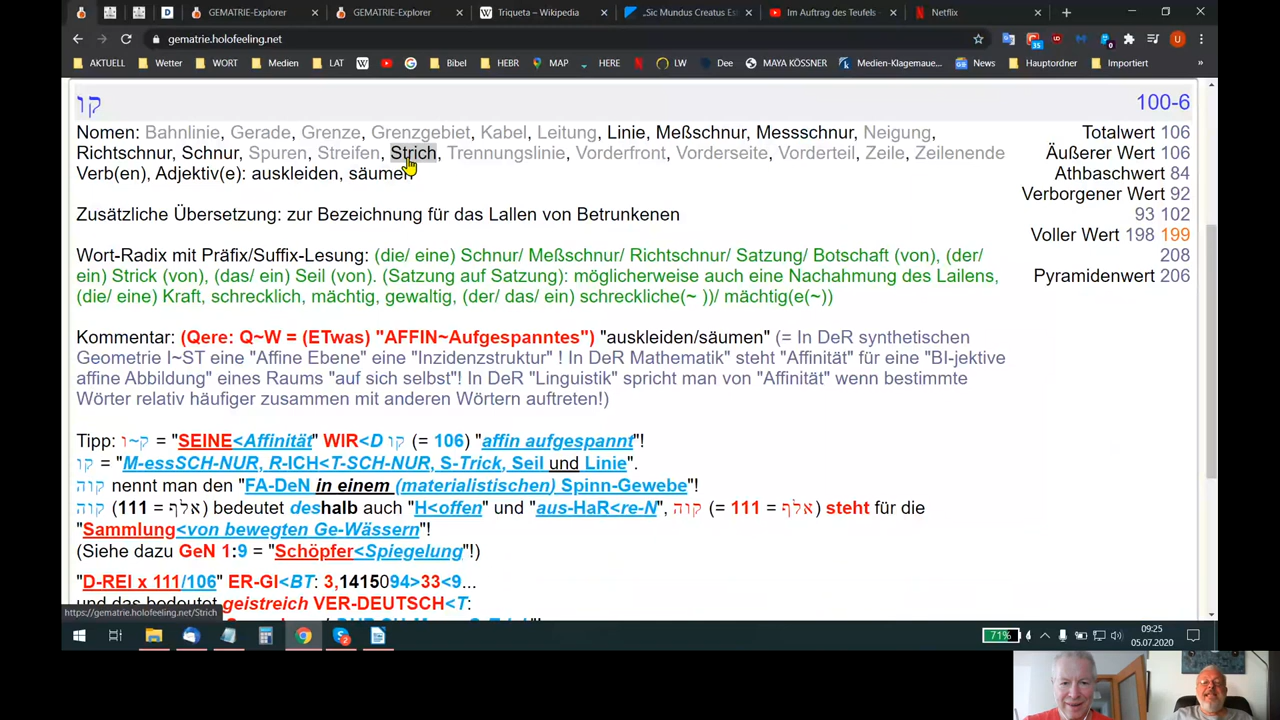 GEMATRIE-Explorer GEMATRIE-Explorer Triqueta – Wikipedia „Sic Mundus Creatus Es Im Auftrag des Teufels Netflix
gematrie.holofeeling.net
AKTUELL Wetter WORT Medien LAT Bibel HEBR MAP HERE LW Dee MAYA KÖSSNER Medien-Klagemaue... News Hauptordner Importiert
קו 100-6
Nomen: Bahnlinie, Gerade, Grenze, Grenzgebiet, Kabel, Leitung, Linie, Meßschnur, Messschnur, Neigung, Totalwert 106
Richtschnur, Schnur, Spuren, Streifen, Strich, Trennungslinie, Vorderfront, Vorderseite, Vorderteil, Zeile, Zeilenende Äußerer Wert 106
Verb(en), Adjektiv(e): auskleiden, säumen Athbaschwert 84
Verborgener Wert 92
Zusätzliche Übersetzung: zur Bezeichnung für das Lallen von Betrunkenen 93 102
Voller Wert 198 199
Wort-Radix mit Präfix/Suffix-Lesung: (die/ eine) Schnur/ Meßschnur/ Richtschnur/ Satzung/ Botschaft (von), (der/ 208
ein) Strick (von), (das/ ein) Seil (von). (Satzung auf Satzung): möglicherweise auch eine Nachahmung des Lailens, Pyramidenwert 206
(die/ eine) Kraft, schrecklich, mächtig, gewaltig, (der/ das/ ein) schreckliche(~ ))/ mächtig(e(~))
Kommentar: (Qere: Q~W = (ETwas) "AFFIN~Aufgespanntes") "auskleiden/säumen" (= In DeR synthetischen
Geometrie I~ST eine "Affine Ebene" eine "Inzidenzstruktur" ! In DeR Mathematik" steht "Affinität" für eine "BI-jektive
affine Abbildung" eines Raums "auf sich selbst"! In DeR "Linguistik" spricht man von "Affinität" wenn bestimmte
Wörter relativ häufiger zusammen mit anderen Wörtern auftreten!)
Tipp: ק~ו = "SEINE<Affinität" WIR<D קו (= 106) "affin aufgespannt"!
קו = "M-essSCH-NUR, R-ICH<T-SCH-NUR, S-Trick, Seil und Linie".
קוה nennt man den "FA-DeN in einem (materialistischen) Spinn-Gewebe"!
קוה (111 = אלף) bedeutet deshalb auch "H<offen" und "aus-HaR<re-N", קוה (= 111 = אלף) steht für die
"Sammlung<von bewegten Ge-Wässern"!
(Siehe dazu GeN 1:9 = "Schöpfer<Spiegelung"!)
"D-REI x 111/106" ER-GI<BT: 3,1415094>33<9...
und das bedeutet geistreich VER-DEUTSCH<T:
https://gematrie.holofeeling.net/Strich
71% 09:25
05.07.2020